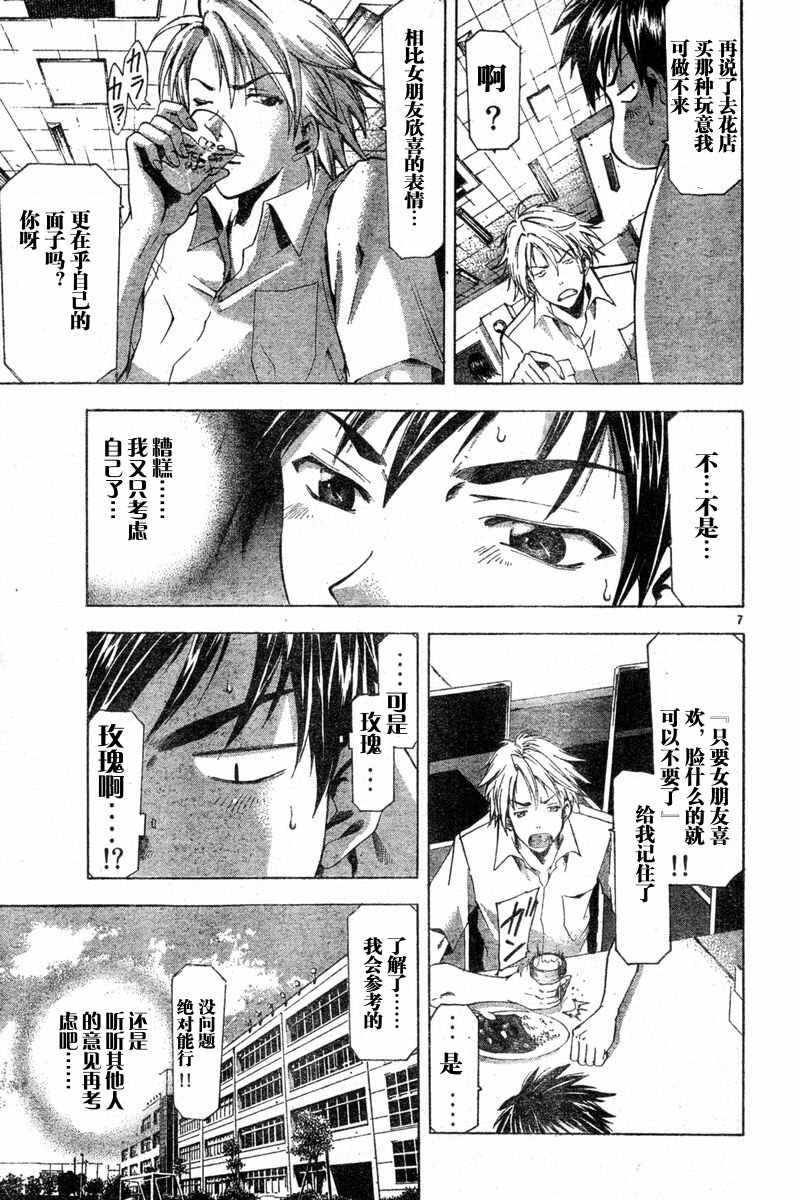 再说了去花店
买那种玩意我
可做不来
啊？
相比女朋友欣喜的表情…
更在乎自己的
面子吗？
你呀
カラ
カラ
不…不是…
糟糕……
我又只考虑
自己了…
7
『只要女朋友喜
欢，脸什么的就
可以不要了』
!!
给我记住了
ガン
…是…
…可是
玫瑰…
玫瑰啊
……!?
了解了……
我会参考的
没问题
绝对能行!!
还是
听听其他人
的意见再考
虑吧……